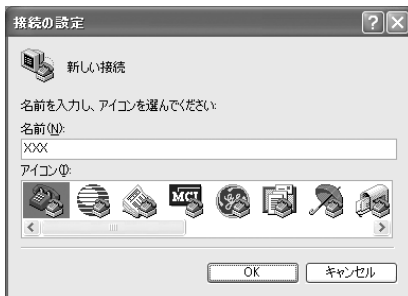 接続の設定
新しい接続
名前を入力し、アイコンを選んでください:
名前(N):
XXX
アイコン(I):
MCI
OK
キャンセル